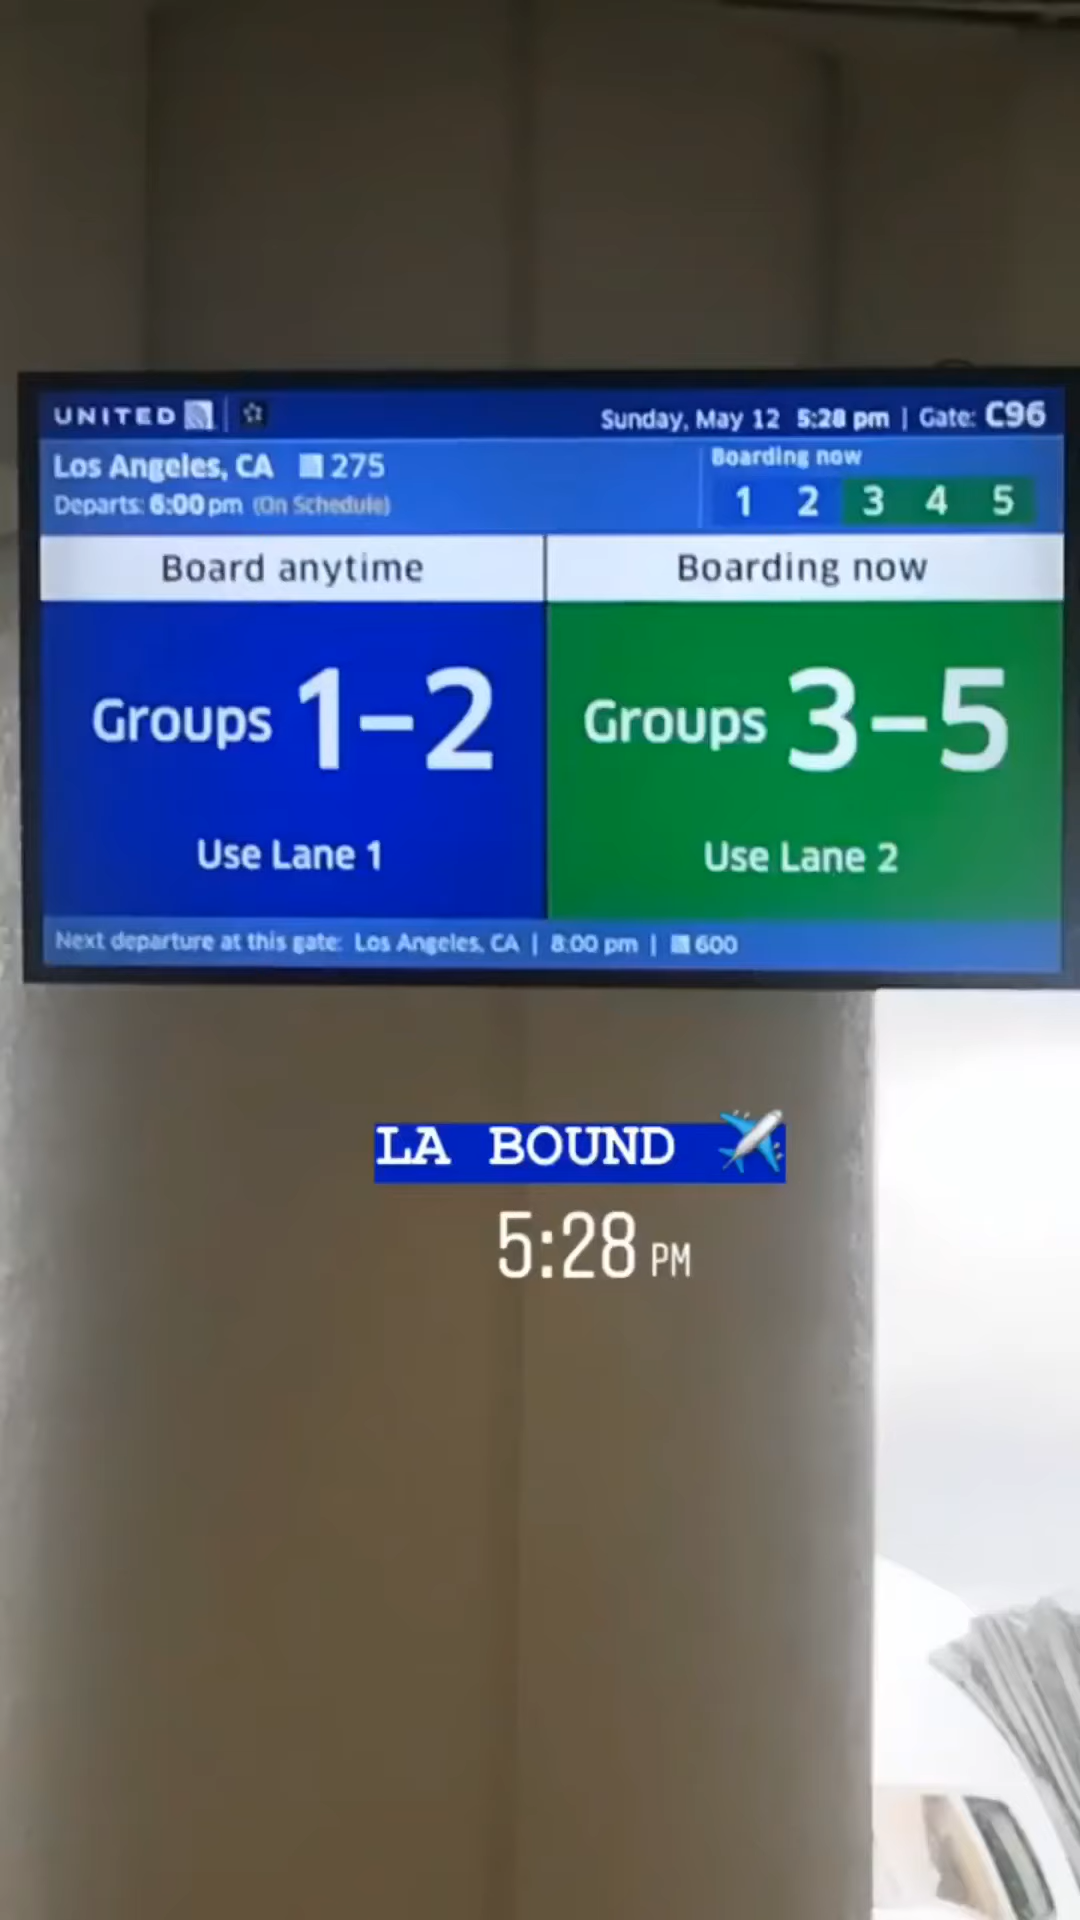 UNITED
Sunday, May 12 5:28 pm | Gate: C96
Los Angeles, CA 275
Departs: 6:00 pm (On Schedule)
Boarding now
1 2 3 4 5
Board anytime
Groups 1-2
Use Lane 1
Boarding now
Groups 3-5
Use Lane 2
Next departure at this gate: Los Angeles, CA | 8:00 pm | 600
LA BOUND ✈️
5:28 PM